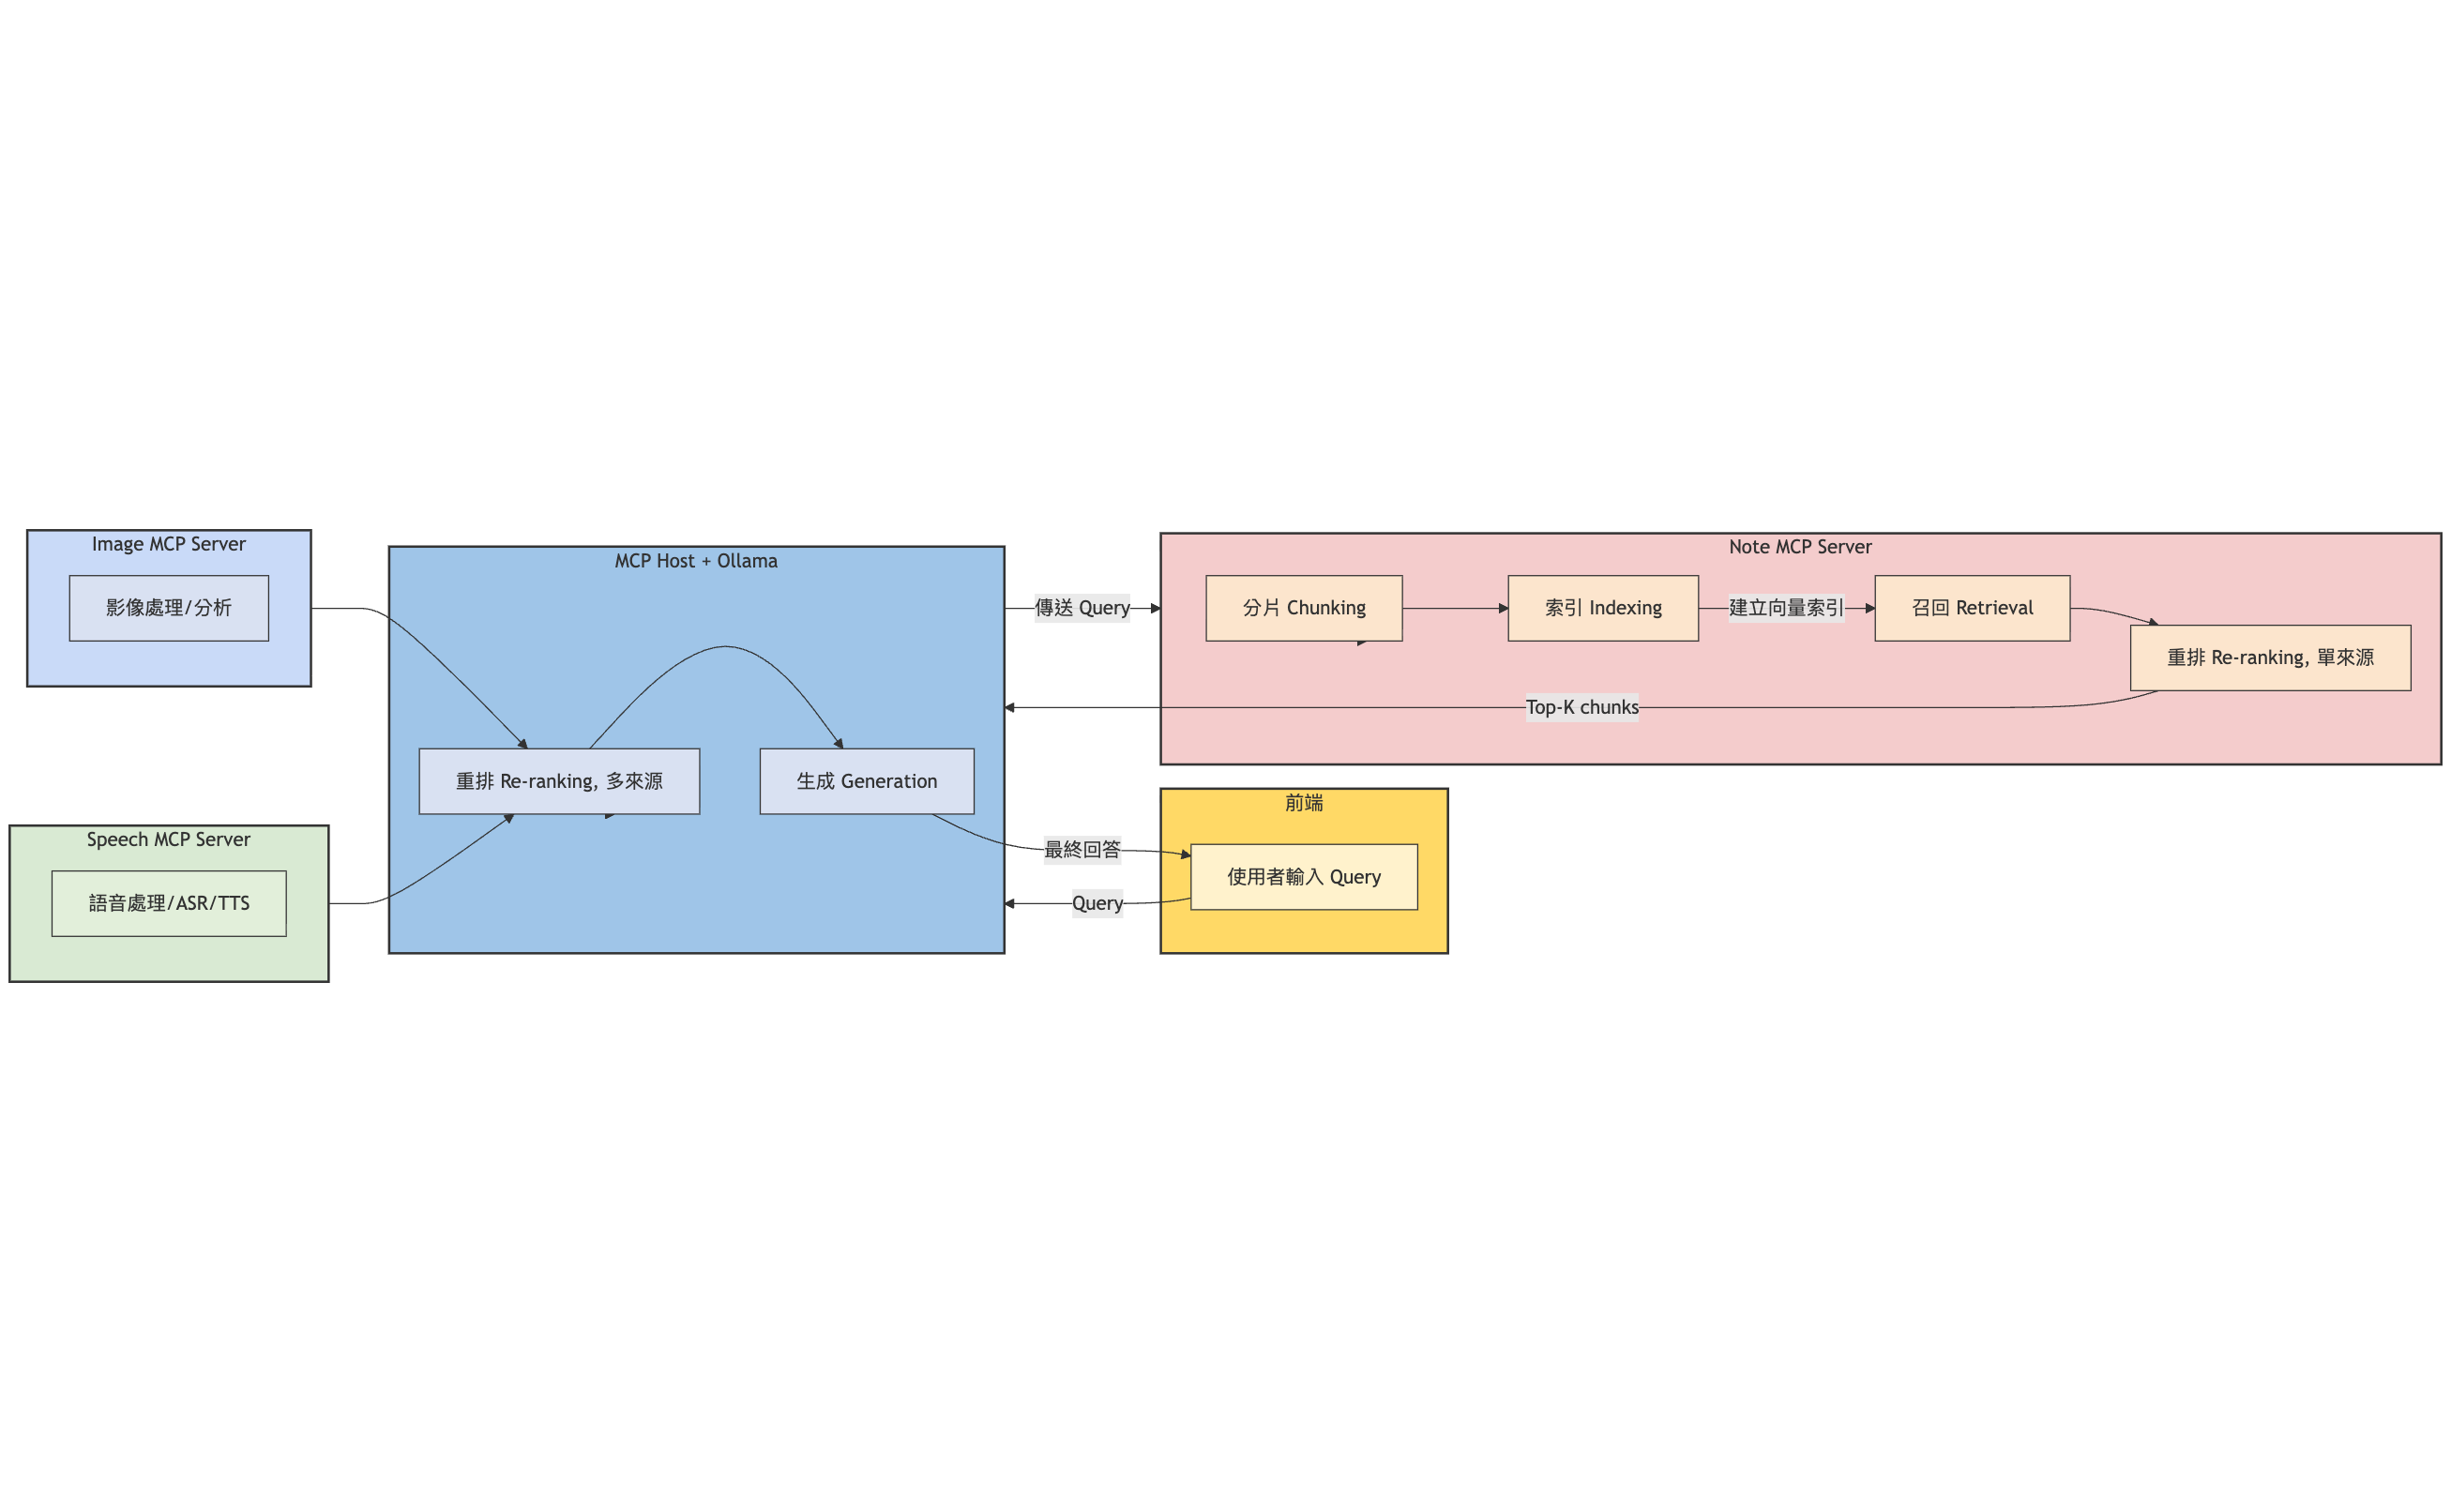 Image MCP Server
影像處理/分析
Speech MCP Server
語音處理/ASR/TTS
MCP Host + Ollama
重排 Re-ranking, 多來源
生成 Generation
傳送 Query
Top-K chunks
最終回答
Query
Note MCP Server
分片 Chunking
索引 Indexing
建立向量索引
召回 Retrieval
重排 Re-ranking, 單來源
前端
使用者輸入 Query